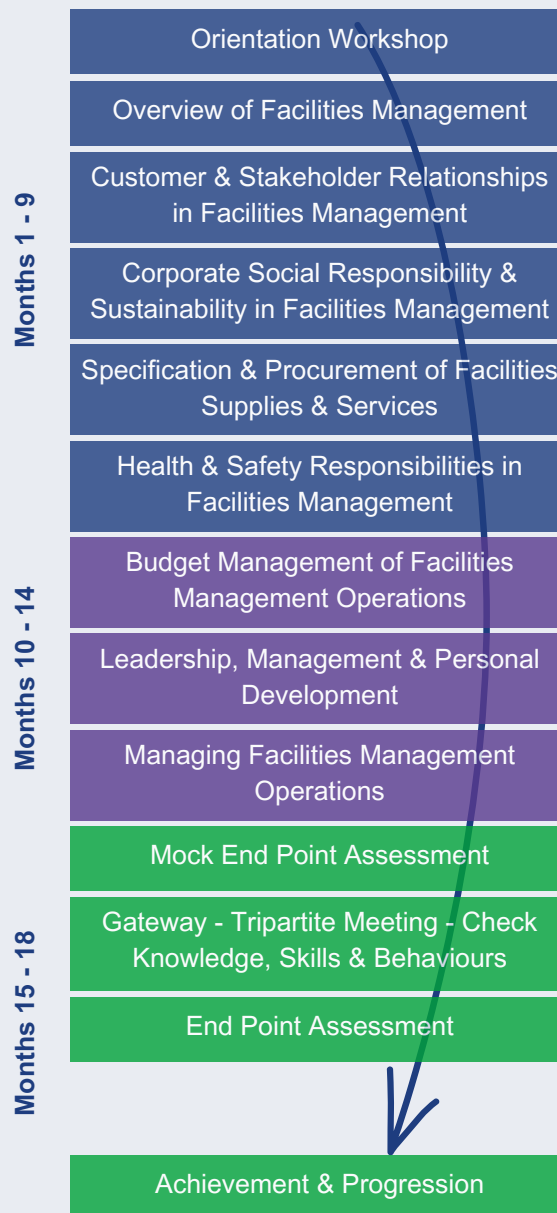 Months 1 - 9
Orientation Workshop
Overview of Facilities Management
Customer & Stakeholder Relationships
in Facilities Management
Corporate Social Responsibility &
Sustainability in Facilities Management
Specification & Procurement of Facilities
Supplies & Services
Health & Safety Responsibilities in
Facilities Management
Months 10 - 14
Budget Management of Facilities
Management Operations
Leadership, Management & Personal
Development
Managing Facilities Management
Operations
Months 15 - 18
Mock End Point Assessment
Gateway - Tripartite Meeting - Check
Knowledge, Skills & Behaviours
End Point Assessment
Achievement & Progression